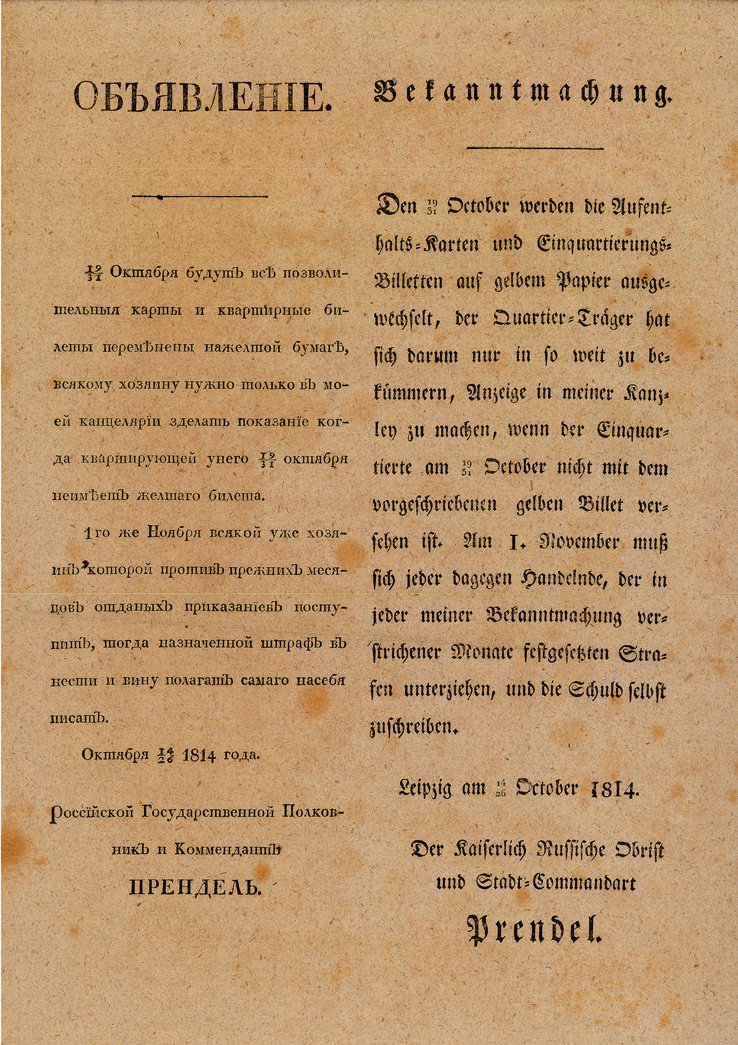 ОБЪЯВЛЕНІЕ.
19/31 Октября будутъ всѣ позволи-
тельныя карты и квартирные би-
леты перемѣнены нажелтой бумагѣ,
всякому хозяину нужно только въ мо-
ей канцеляріи зделать показаніе ког-
да квартирующей унего 19/31 октября
неимѣетъ желтаго билета.
1го же Ноября всякой уже хозя-
инъ которой противъ прежнихъ меся-
цовъ отданыхъ приказаніевъ посту-
питъ, тогда назначенной штрафъ въ
нести и вину полагать самаго насебя
писать.
Октября 14/26 1814 года.
Россійской Государственной Полков-
никъ и Коммендантъ
ПРЕНДЕЛЬ.
Bekanntmachung.
Den 19/31 October werden die Aufent-
halts-Karten und Einquartierungs-
Billetten auf gelbem Papier ausge-
wechselt, der Quartier-Träger hat
sich darum nur in so weit zu be-
kümmern, Anzeige in meiner Kanz-
ley zu machen, wenn der Einquar-
tierte am 19/31 October nicht mit dem
vorgeschriebenen gelben Billet ver-
sehen ist. Am 1. November muß
sich jeder dagegen Handelnde, der in
jeder meiner Bekanntmachung ver-
strichener Monate festgesetzten Stra-
fen unterziehen, und die Schuld selbst
zuschreiben.
Leipzig am 14/26 October 1814.
Der Kaiserlich Russische Obrist
und Stadt-Commandart
Prendel.